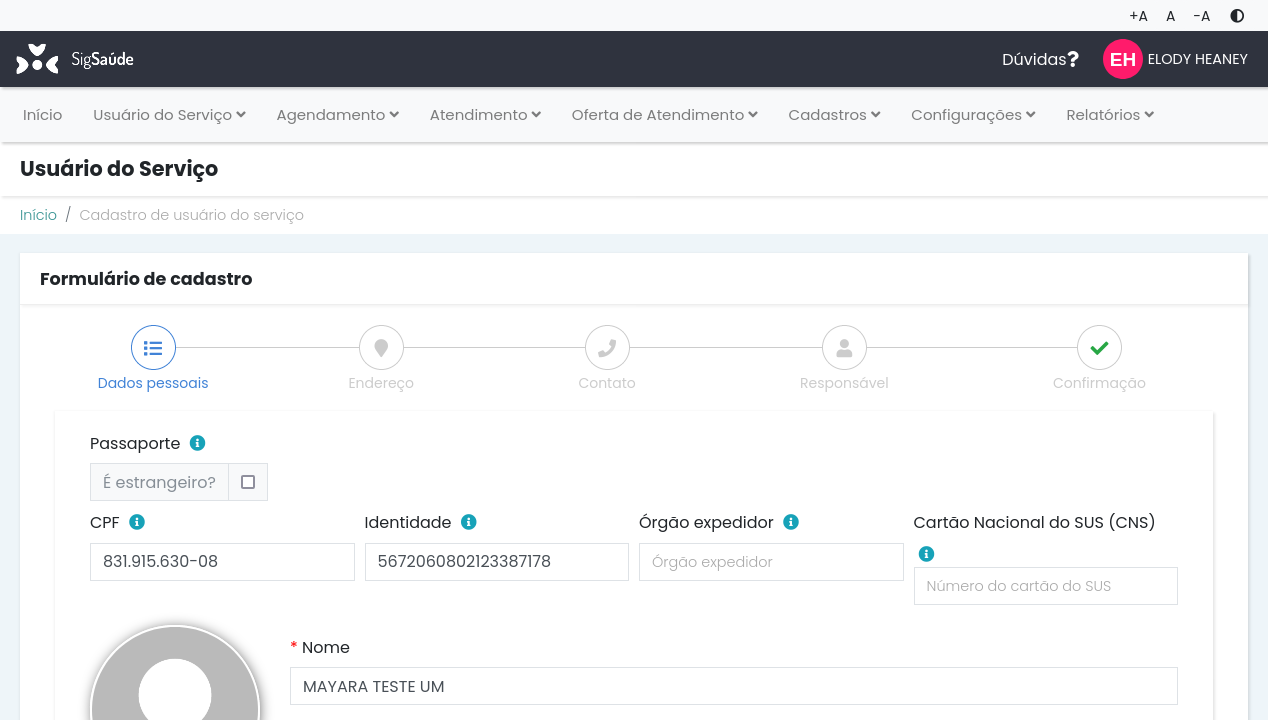 +A A -A
SigSaúde Dúvidas? EH ELODY HEANEY
Início Usuário do Serviço Agendamento Atendimento Oferta de Atendimento Cadastros Configurações Relatórios
Usuário do Serviço
Início / Cadastro de usuário do serviço
Formulário de cadastro
Dados pessoais Endereço Contato Responsável Confirmação
Passaporte
É estrangeiro?
CPF Identidade Órgão expedidor Cartão Nacional do SUS (CNS)
831.915.630-08 5672060802123387178 Órgão expedidor Número do cartão do SUS
* Nome
MAYARA TESTE UM